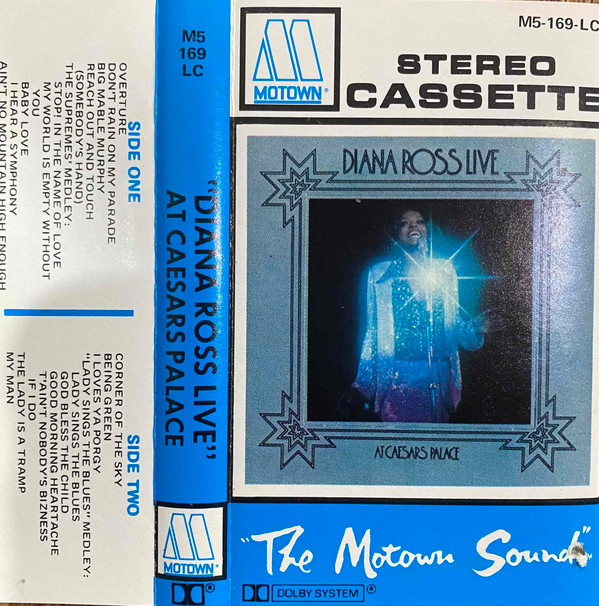 SIDE ONE
OVERTURE
DON'T RAIN ON MY PARADE
BIG MABLE MURPHY
REACH OUT AND TOUCH
(SOMEBODY'S HAND)
THE SUPREMES MEDLEY:
STOP! IN THE NAME OF LOVE
MY WORLD IS EMPTY WITHOUT
YOU
BABY LOVE
I HEAR A SYMPHONY
AIN'T NO MOUNTAIN HIGH ENOUGH
SIDE TWO
CORNER OF THE SKY
BEING GREEN
I LOVES YA PORGY
"LADY SINGS THE BLUES" MEDLEY:
LADY SINGS THE BLUES
GOD BLESS THE CHILD
GOOD MORNING HEARTACHE
T'AINT NOBODY'S BIZNESS
IF I DO
THE LADY IS A TRAMP
MY MAN
M5
169
LC
"DIANA ROSS LIVE"
AT CAESARS PALACE
MOTOWN®
M5-169-LC
MOTOWN®
STEREO
CASSETTE
DIANA ROSS LIVE
AT CAESARS PALACE
"The Motown Sound"
DOLBY SYSTEM®